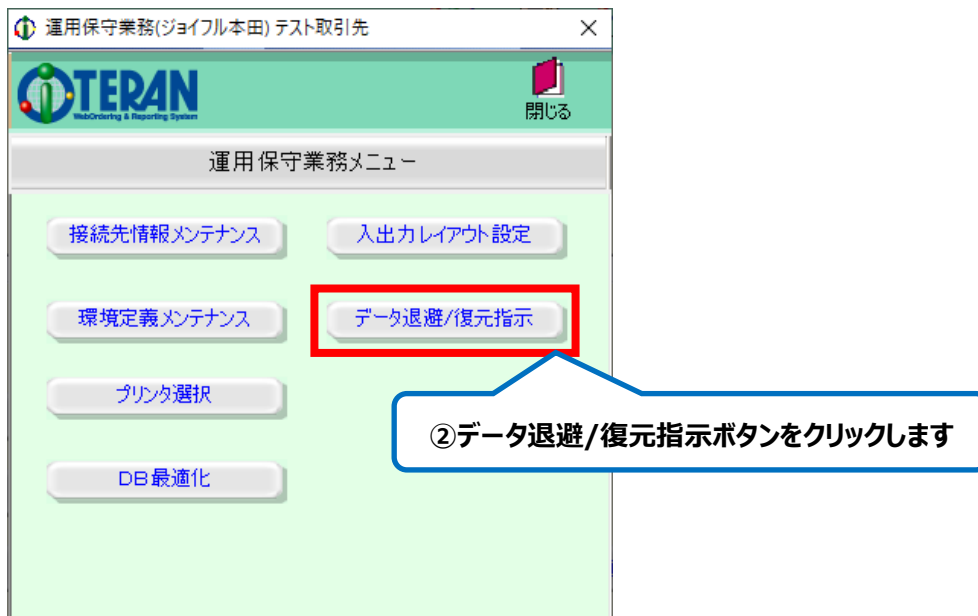 運用保守業務(ジョイフル本田) テスト取引先
TERAN
WebOrdering & Reporting System
閉じる
運用保守業務メニュー
接続先情報メンテナンス
入出力レイアウト設定
環境定義メンテナンス
データ退避/復元指示
プリンタ選択
②データ退避/復元指示ボタンをクリックします
DB最適化